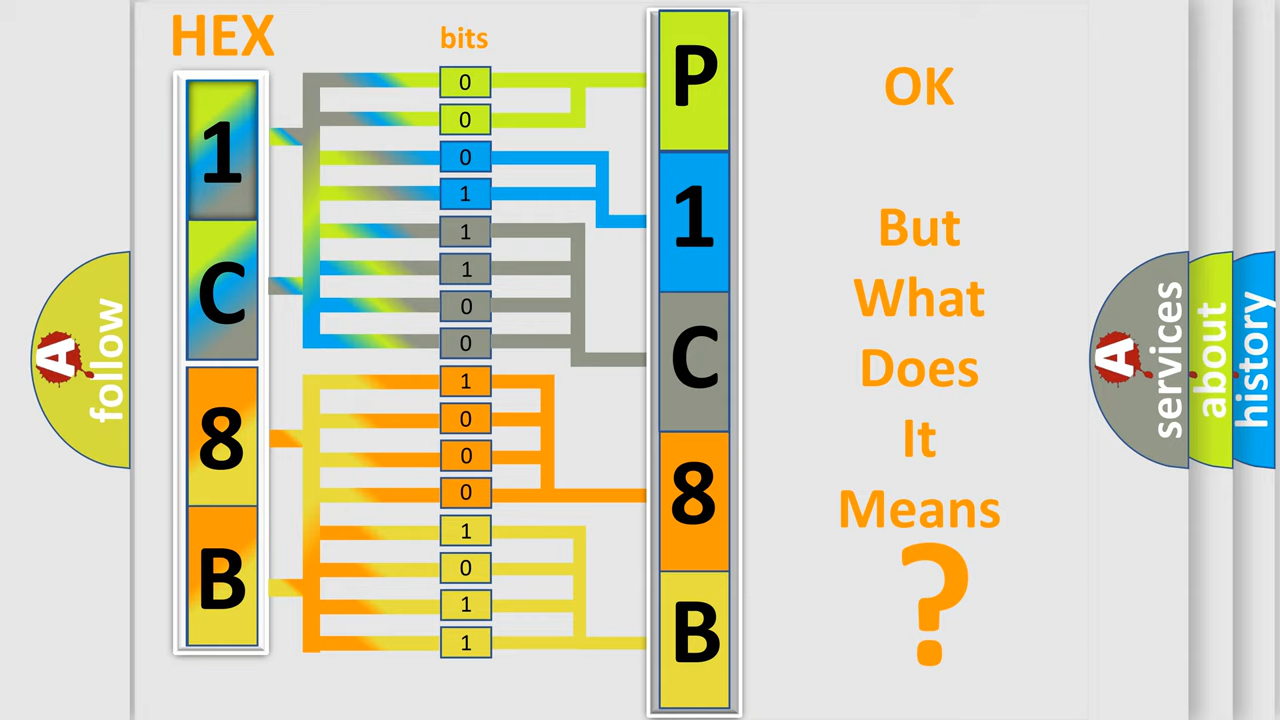 HEX
bits
1
C
8
B
0
0
0
1
1
1
0
0
1
0
0
0
1
0
1
1
P
1
C
8
B
OK
But
What
Does
It
Means
?
A
follow
A
services
about
history